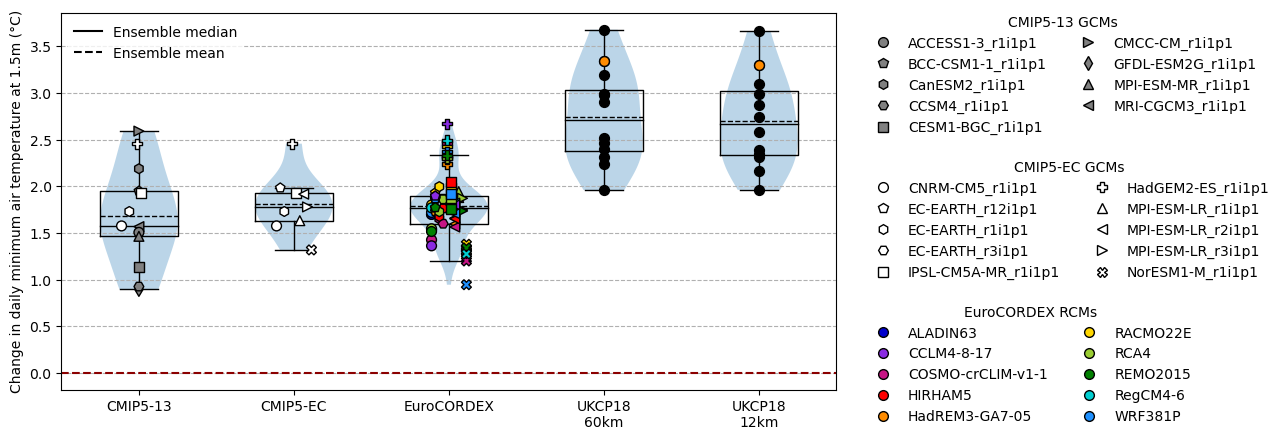 Change in daily minimum air temperature at 1.5m (°C)
3.5
3.0
2.5
2.0
1.5
1.0
0.5
0.0
Ensemble median
Ensemble mean
CMIP5-13
CMIP5-EC
EuroCORDEX
UKCP18
60km
UKCP18
12km
CMIP5-13 GCMs
ACCESS1-3_r1i1p1
BCC-CSM1-1_r1i1p1
CanESM2_r1i1p1
CCSM4_r1i1p1
CESM1-BGC_r1i1p1
CMCC-CM_r1i1p1
GFDL-ESM2G_r1i1p1
MPI-ESM-MR_r1i1p1
MRI-CGCM3_r1i1p1
CMIP5-EC GCMs
CNRM-CM5_r1i1p1
EC-EARTH_r12i1p1
EC-EARTH_r1i1p1
EC-EARTH_r3i1p1
IPSL-CM5A-MR_r1i1p1
HadGEM2-ES_r1i1p1
MPI-ESM-LR_r1i1p1
MPI-ESM-LR_r2i1p1
MPI-ESM-LR_r3i1p1
NorESM1-M_r1i1p1
EuroCORDEX RCMs
ALADIN63
CCLM4-8-17
COSMO-crCLIM-v1-1
HIRHAM5
HadREM3-GA7-05
RACMO22E
RCA4
REMO2015
RegCM4-6
WRF381P